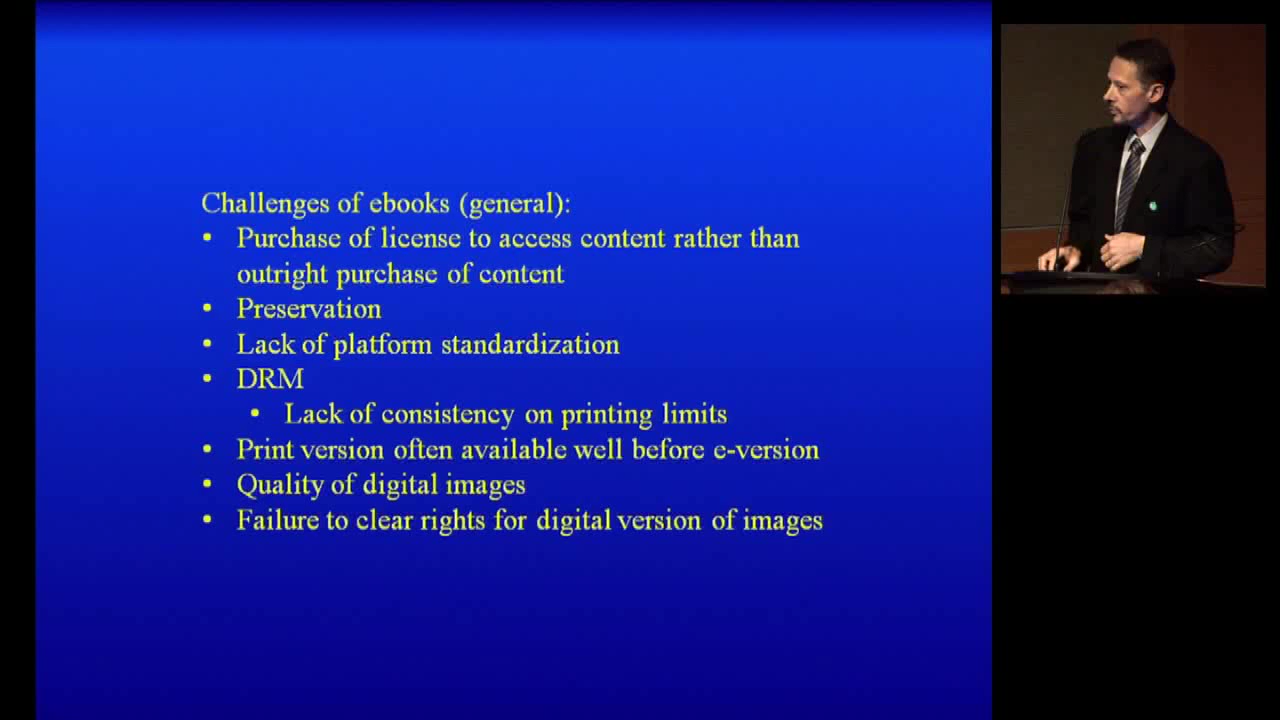 Challenges of ebooks (general):
• Purchase of license to access content rather than
outright purchase of content
• Preservation
• Lack of platform standardization
• DRM
• Lack of consistency on printing limits
• Print version often available well before e-version
• Quality of digital images
• Failure to clear rights for digital version of images